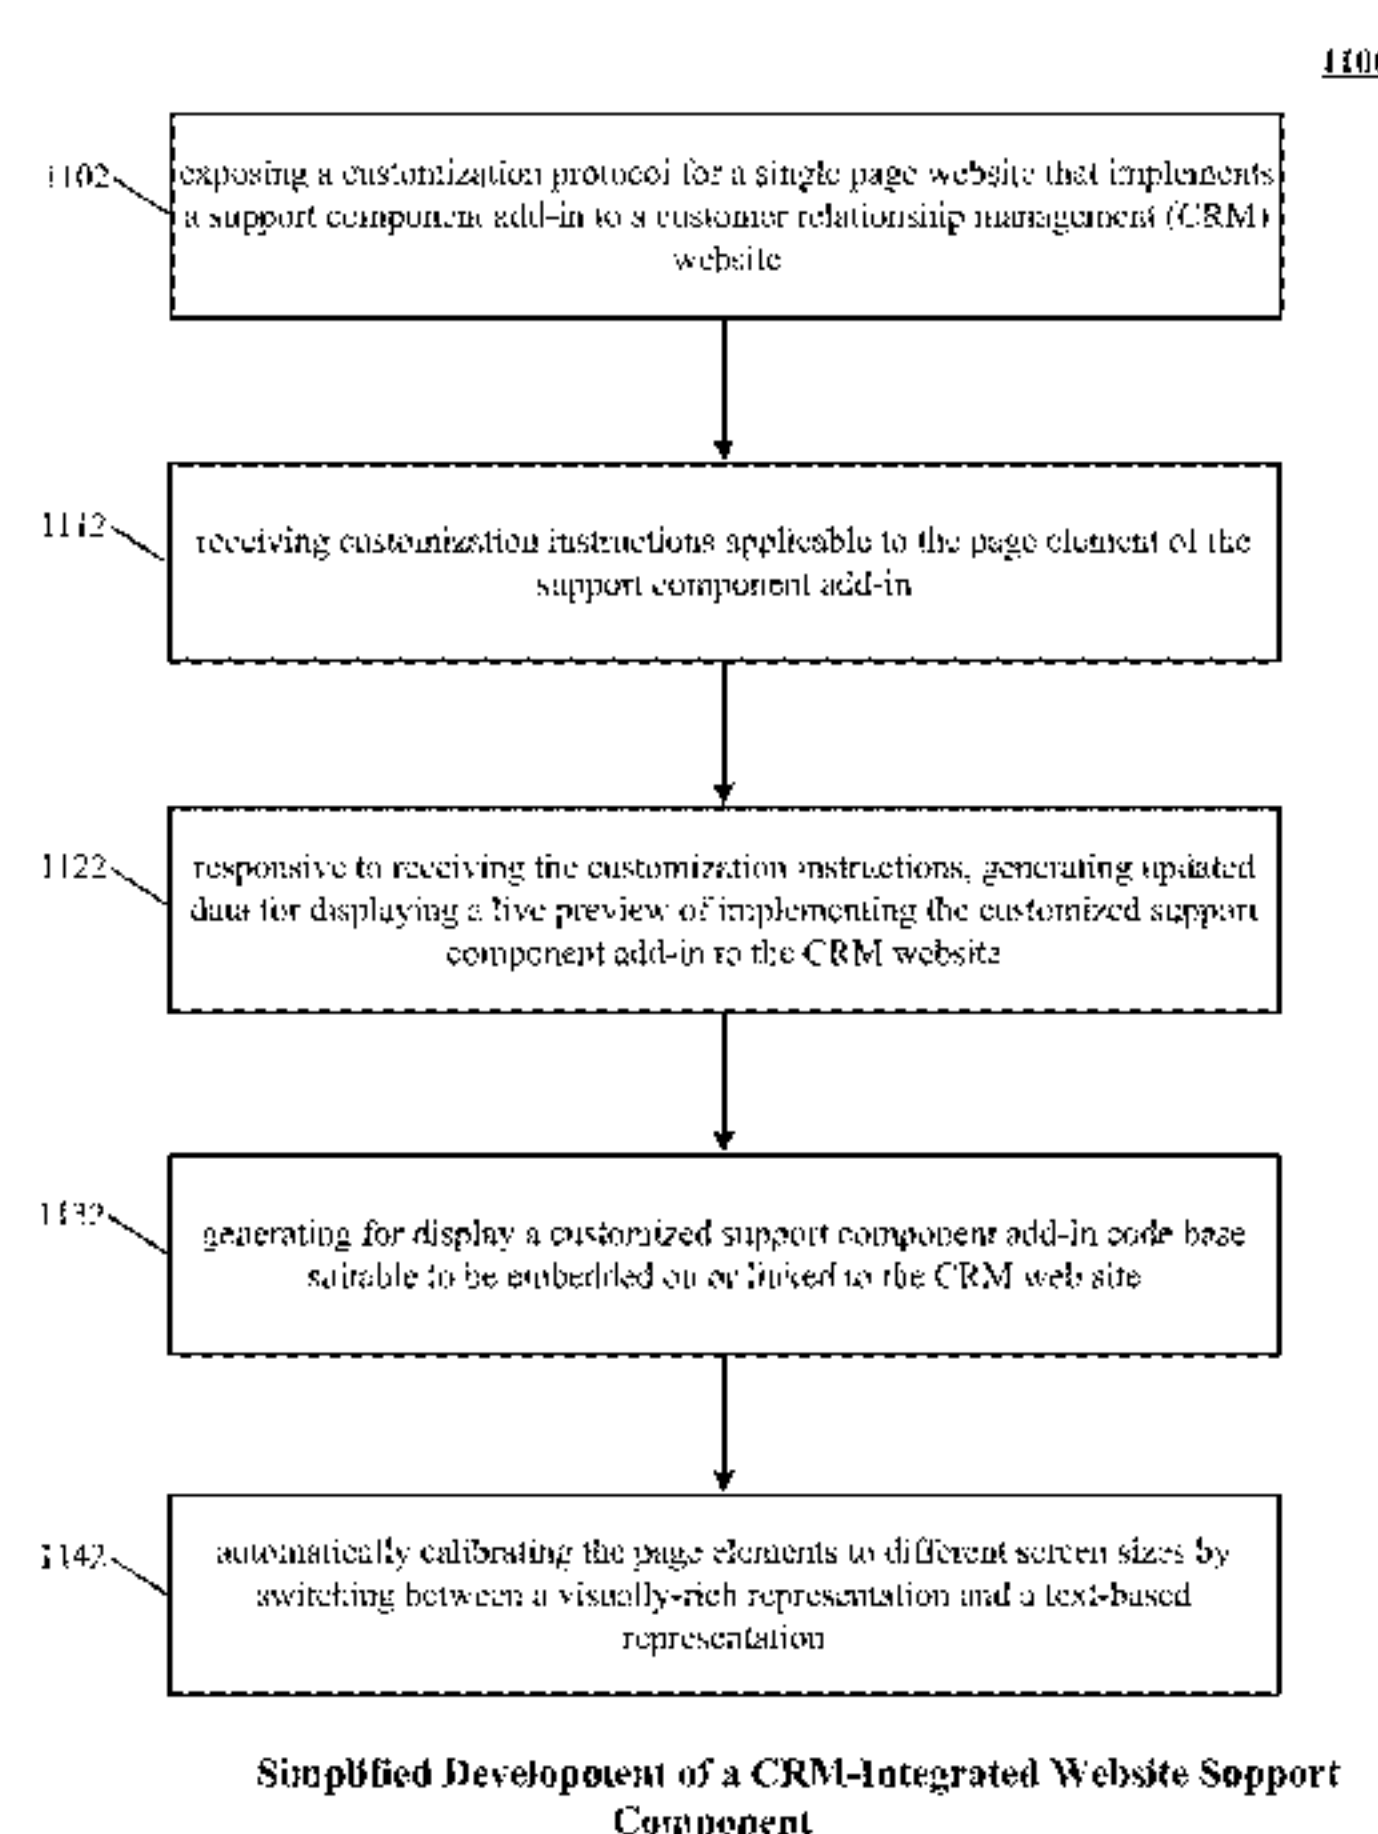 1100
1102
exposing a customization protocol for a single page website that implements
a support component add-in to a customer relationship management (CRM)
website
1112
receiving customization instructions applicable to the page element of the
support component add-in
1122
responsive to receiving the customization instructions, generating updated
data for displaying a live preview of implementing the customized support
component add-in to the CRM website
1132
generating for display a customized support component add-in code base
suitable to be embedded on or linked to the CRM web site
1142
automatically calibrating the page elements to different screen sizes by
switching between a visually-rich representation and a text-based
representation
Simplified Development of a CRM-Integrated Website Support
Component